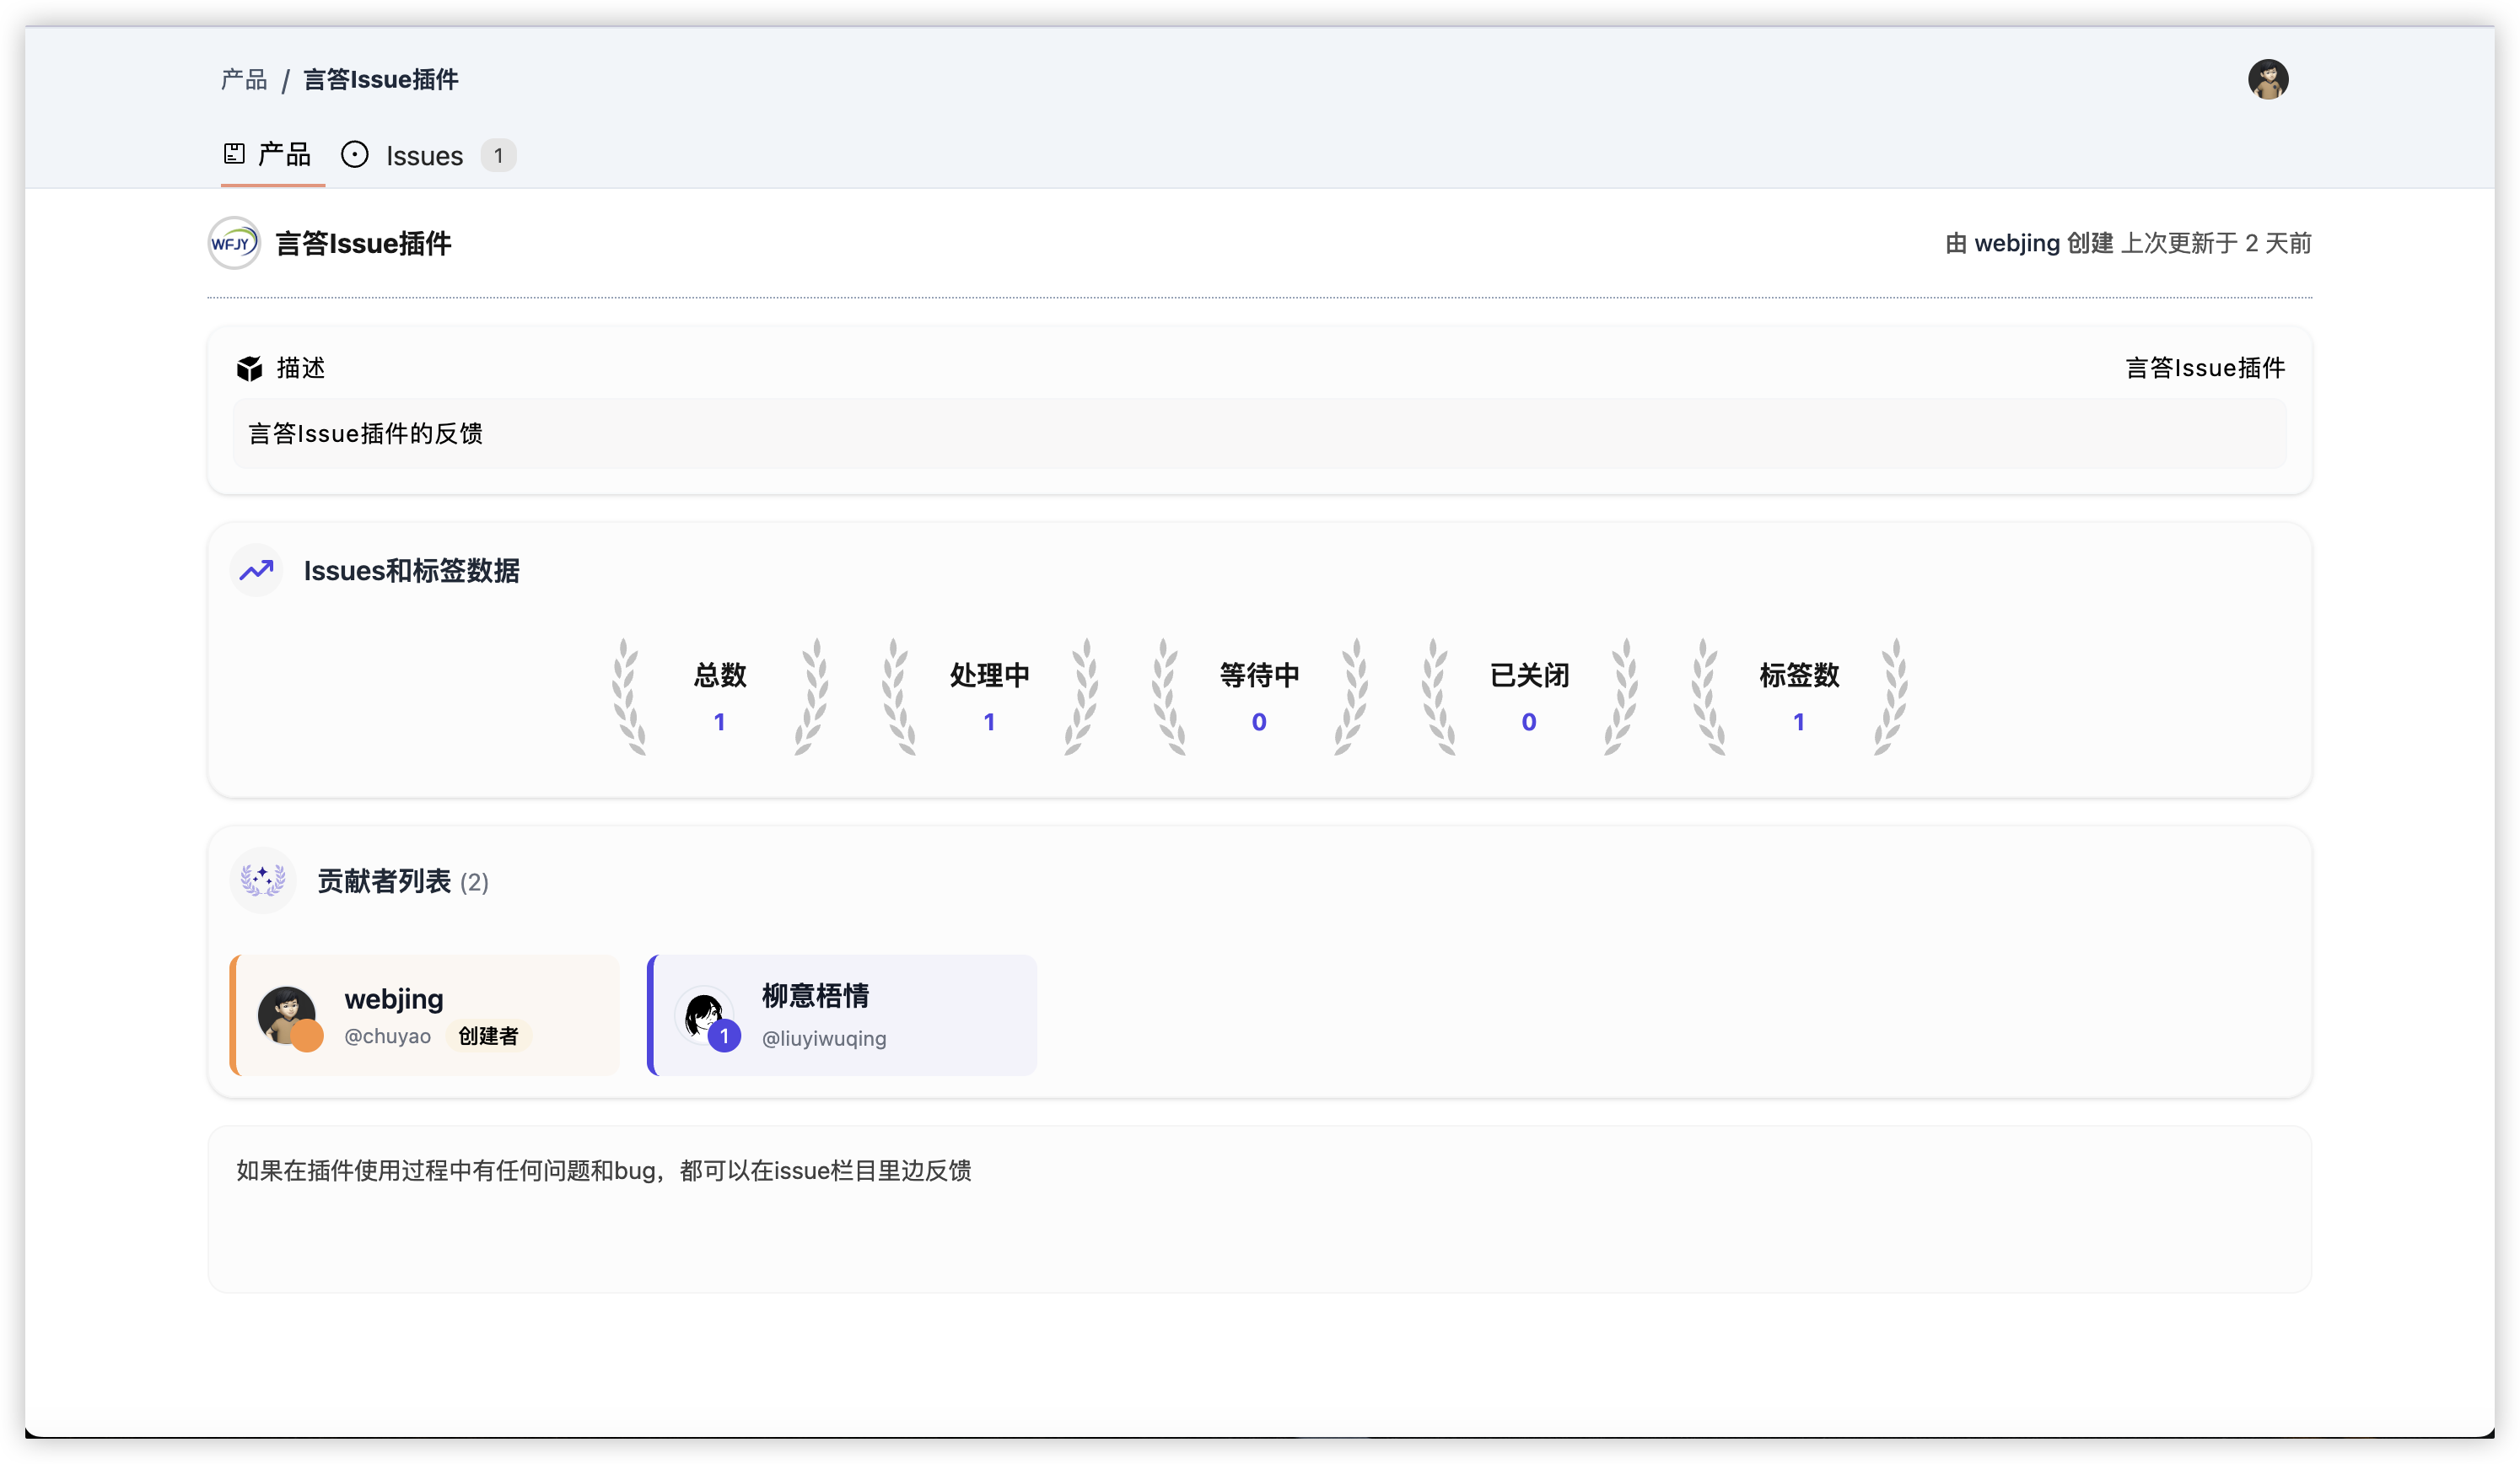 产品 / 言答Issue插件
产品 Issues 1
WFJY 言答Issue插件
由 webjing 创建 上次更新于 2 天前
描述
言答Issue插件
言答Issue插件的反馈
Issues和标签数据
总数 处理中 等待中 已关闭 标签数
1 1 0 0 1
贡献者列表 (2)
webjing
@chuyao 创建者
柳意梧情
1
@liuyiwuqing
如果在插件使用过程中有任何问题和bug，都可以在issue栏目里边反馈